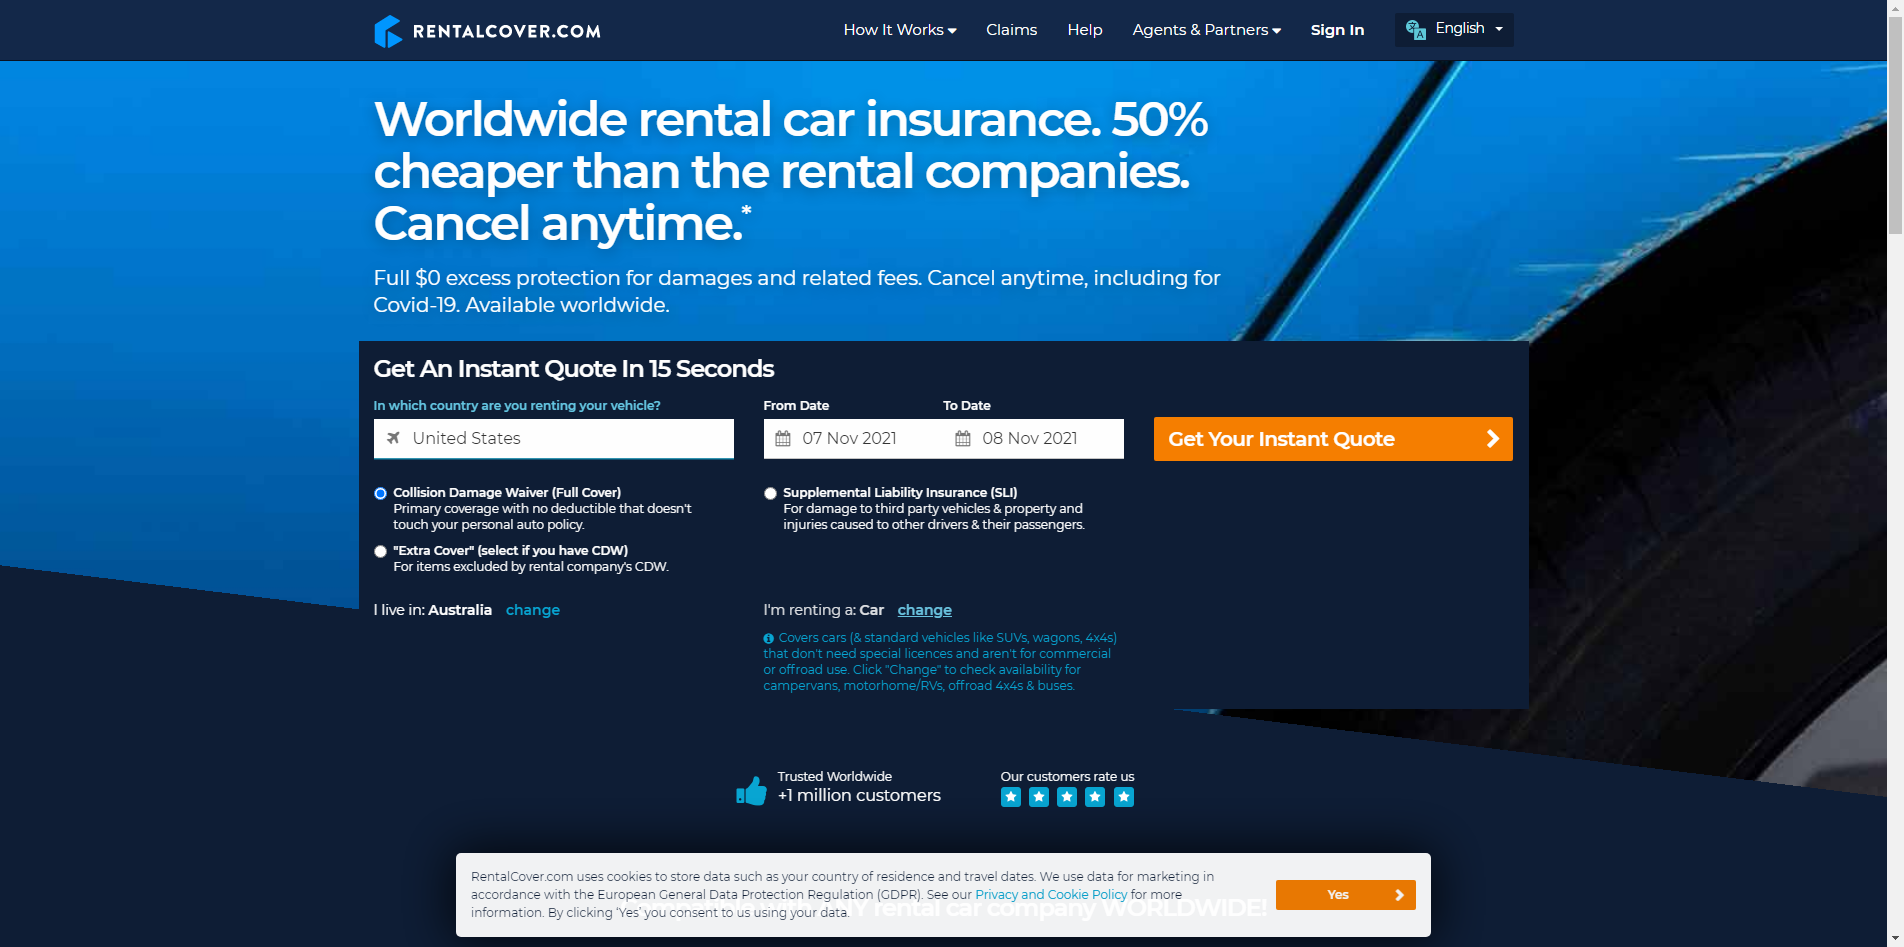 RENTALCOVER.COM
How It Works
Claims
Help
Agents & Partners
Sign In
English
Worldwide rental car insurance. 50%
cheaper than the rental companies.
Cancel anytime.*
Full $0 excess protection for damages and related fees. Cancel anytime, including for
Covid-19. Available worldwide.
Get An Instant Quote In 15 Seconds
In which country are you renting your vehicle?
United States
From Date
To Date
07 Nov 2021
08 Nov 2021
Get Your Instant Quote
Collision Damage Waiver (Full Cover)
Primary coverage with no deductible that doesn't
touch your personal auto policy.
Supplemental Liability Insurance (SLI)
For damage to third party vehicles & property and
injuries caused to other drivers & their passengers.
"Extra Cover" (select if you have CDW)
For items excluded by rental company's CDW.
I live in: Australia change
I'm renting a: Car change
Covers cars (& standard vehicles like SUVs, wagons, 4x4s)
that don't need special licences and aren't for commercial
or offroad use. Click "Change" to check availability for
campervans, motorhome/RVs, offroad 4x4s & buses.
Trusted Worldwide
+1 million customers
Our customers rate us
RentalCover.com uses cookies to store data such as your country of residence and travel dates. We use data for marketing in
accordance with the European General Data Protection Regulation (GDPR). See our Privacy and Cookie Policy for more
information. By clicking 'Yes' you consent to us using your data.
Yes
Compatible with ANY rental car company WORLDWIDE!